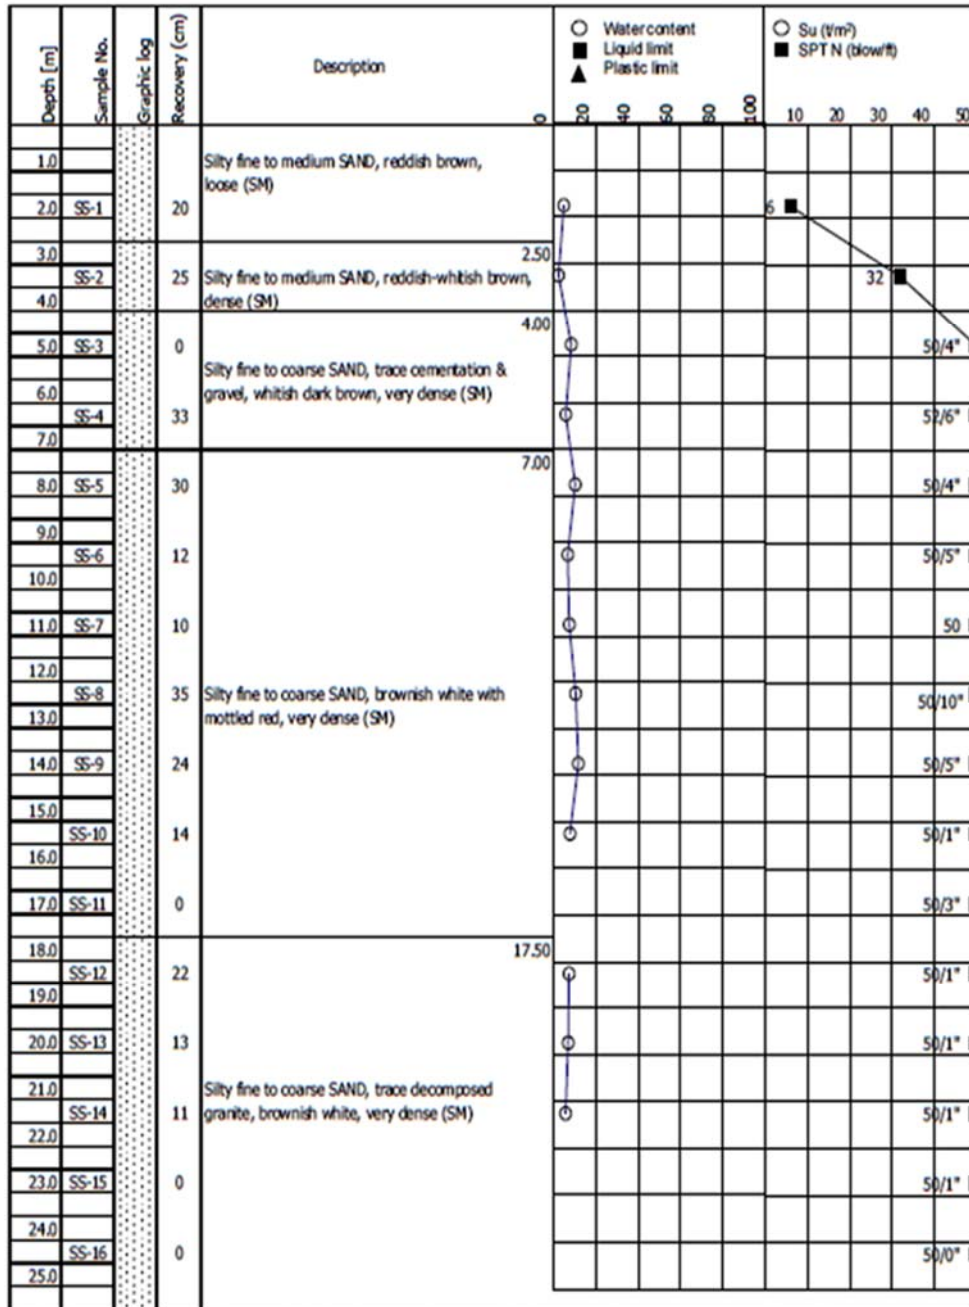 Depth [m] Sample No. Graphic log Recovery (cm) Description
Water content
Liquid limit
Plastic limit
0 20 40 60 80 100
Su (t/m²)
SPT N (blow/ft)
10 20 30 40 50
1.0 Silty fine to medium SAND, reddish brown,
loose (SM)
2.0 SS-1 20 6
3.0 2.50
SS-2 25 Silty fine to medium SAND, reddish-whitish brown, 32
4.0 dense (SM)
4.00
5.0 SS-3 0 50/4"
Silty fine to coarse SAND, trace cementation &
6.0 gravel, whitish dark brown, very dense (SM)
SS-4 33 52/6"
7.0
7.00
8.0 SS-5 30 50/4"
9.0
SS-6 12 50/5"
10.0
11.0 SS-7 10 50
12.0
SS-8 35 Silty fine to coarse SAND, brownish white with 50/10"
13.0 mottled red, very dense (SM)
14.0 SS-9 24 50/5"
15.0
SS-10 14 50/1"
16.0
17.0 SS-11 0 50/3"
18.0 17.50
SS-12 22 50/1"
19.0
20.0 SS-13 13 50/1"
21.0 Silty fine to coarse SAND, trace decomposed
SS-14 11 granite, brownish white, very dense (SM) 50/1"
22.0
23.0 SS-15 0 50/1"
24.0
SS-16 0 50/0"
25.0